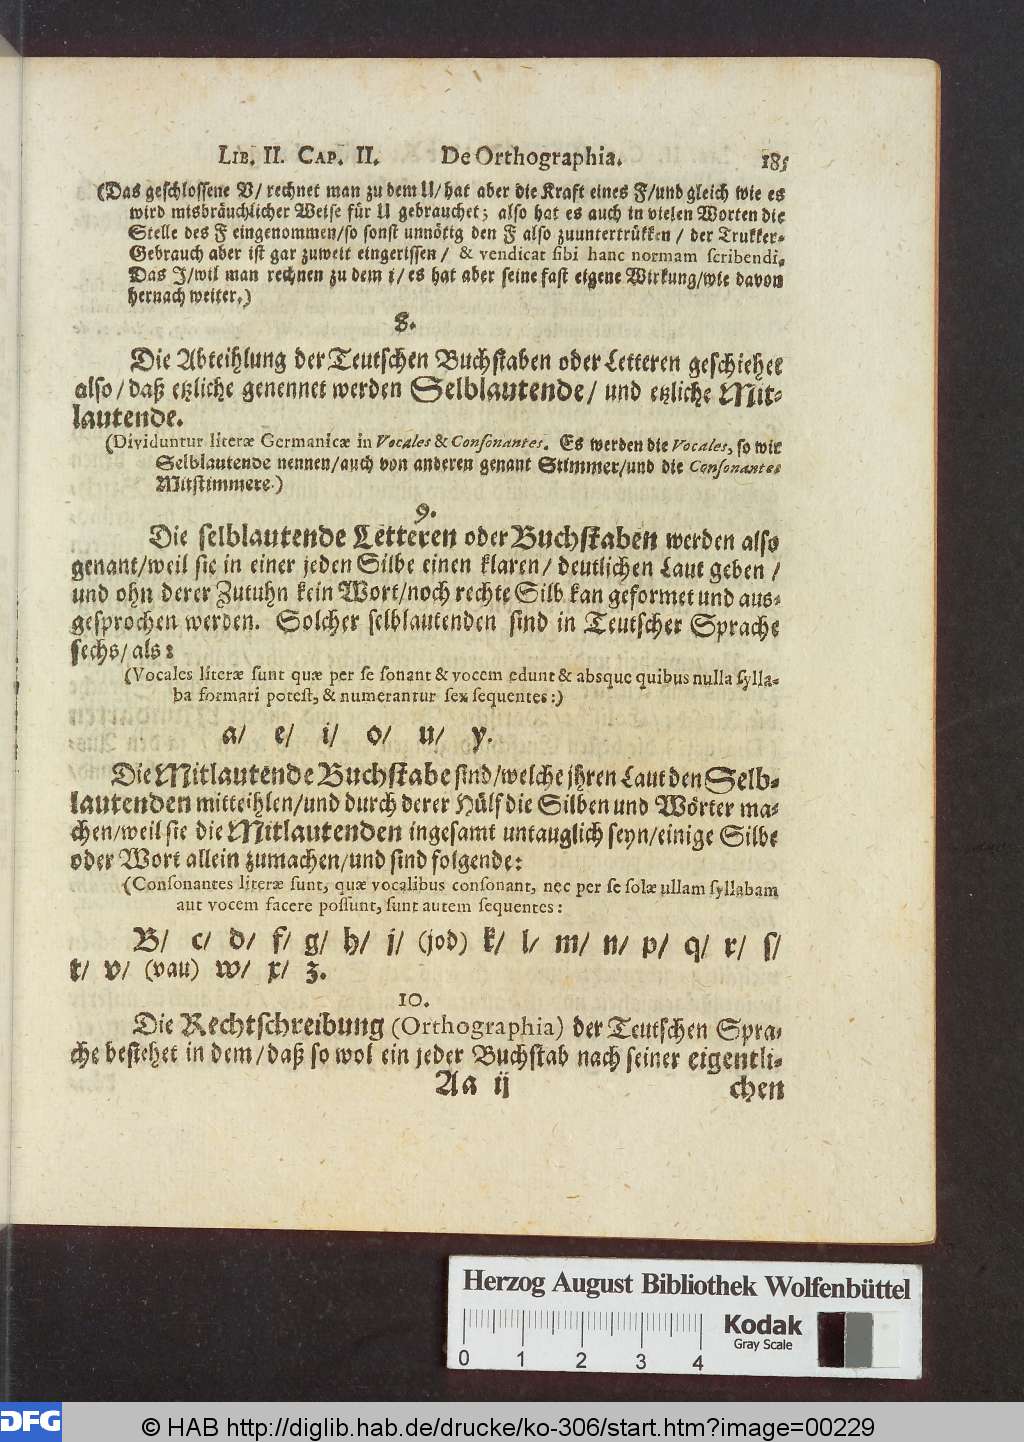 LIB. II. CAP. II. De Orthographia. 185
(Das geschlossene V/ rechnet man zu dem U/ hat aber die Kraft eines F/ und gleich wie es
wird misbräuchlicher Weise für U gebrauchet; also hat es auch in vielen Worten die
Stelle des F eingenommen/ so sonst unnötig den F also zuuntertrükken / der Trukker-
Gebrauch aber ist gar zuweit eingerissen / & vendicat sibi hanc normam scribendi.
Das J/ wil man rechnen zu dem i/ es hat aber seine fast eigene Wirkung/ wie davon
hernach weiter.)
8.
Die Abteihlung der Teutschen Buchstaben oder Letteren geschiehet
also/ daß etzliche genennet werden Selblautende/ und etzliche Mit-
lautende.
(Dividuntur literæ Germanicæ in Vocales & Consonantes. Es werden die Vocales, so wir
Selblautende nennen/ auch von anderen genant Stimmer/ und die Consonantes
Mitstimmere.)
9.
Die selblautende Letteren oder Buchstaben werden also
genant/ weil sie in einer jeden Silbe einen klaren/ deutlichen Laut geben /
und ohn derer Zutuhn kein Wort/ noch rechte Silb kan geformet und aus-
gesprochen werden. Solcher selblautenden sind in Teutscher Sprache
sechs/ als:
(Vocales literæ sunt quæ per se sonant & vocem edunt & absque quibus nulla sylla-
ba formari potest, & numerantur sex sequentes:)
a/ e/ i/ o/ u/ y.
Die Mitlautende Buchstabe sind/ welche jhren Laut den Selb-
lautenden mitteihlen/ und durch derer Hülf die Silben und Wörter ma-
chen/ weil sie die Mitlautenden ingesamt untauglich seyn/ einige Silbe
oder Wort allein zumachen/ und sind folgende:
(Consonantes literæ sunt, quæ vocalibus consonant, nec per se solæ ullam syllabam
aut vocem facere possunt, sunt autem sequentes:
B/ c/ d/ f/ g/ h/ j/ (jod) k/ l/ m/ n/ p/ q/ r/ s/
t/ v/ (vau) w/ x/ z.
10.
Die Rechtschreibung (Orthographia) der Teutschen Spra-
che bestehet in dem/ daß so wol ein jeder Buchstab nach seiner eigentli-
Aa ij chen
Herzog August Bibliothek Wolfenbüttel
Kodak
Gray Scale
0 1 2 3 4
DFG
© HAB http://diglib.hab.de/drucke/ko-306/start.htm?image=00229